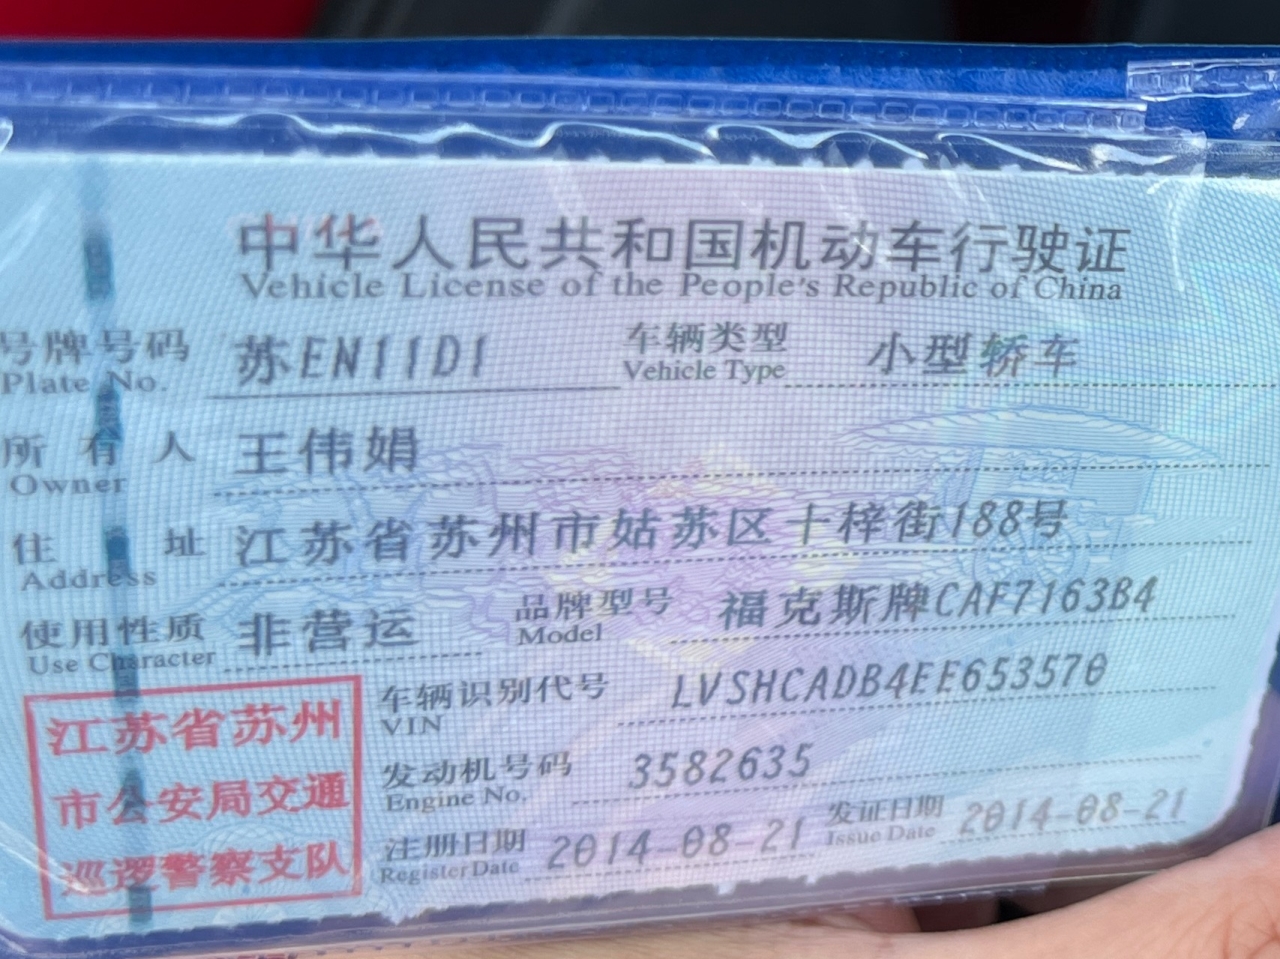 中华人民共和国机动车行驶证
Vehicle License of the People's Republic of China
号牌号码 苏EN11D1 车辆类型 小型轿车
Plate No. Vehicle Type
所有人 王伟娟
Owner
住址 江苏省苏州市姑苏区十梓街188号
Address
使用性质 非营运 品牌型号 福克斯牌CAF7163B4
Use Character Model
车辆识别代号 LVSHCADB4EE653570
VIN
发动机号码 3582635
Engine No.
注册日期 2014-08-21 发证日期 2014-08-21
Register Date Issue Date
江苏省苏州
市公安局交通
巡逻警察支队